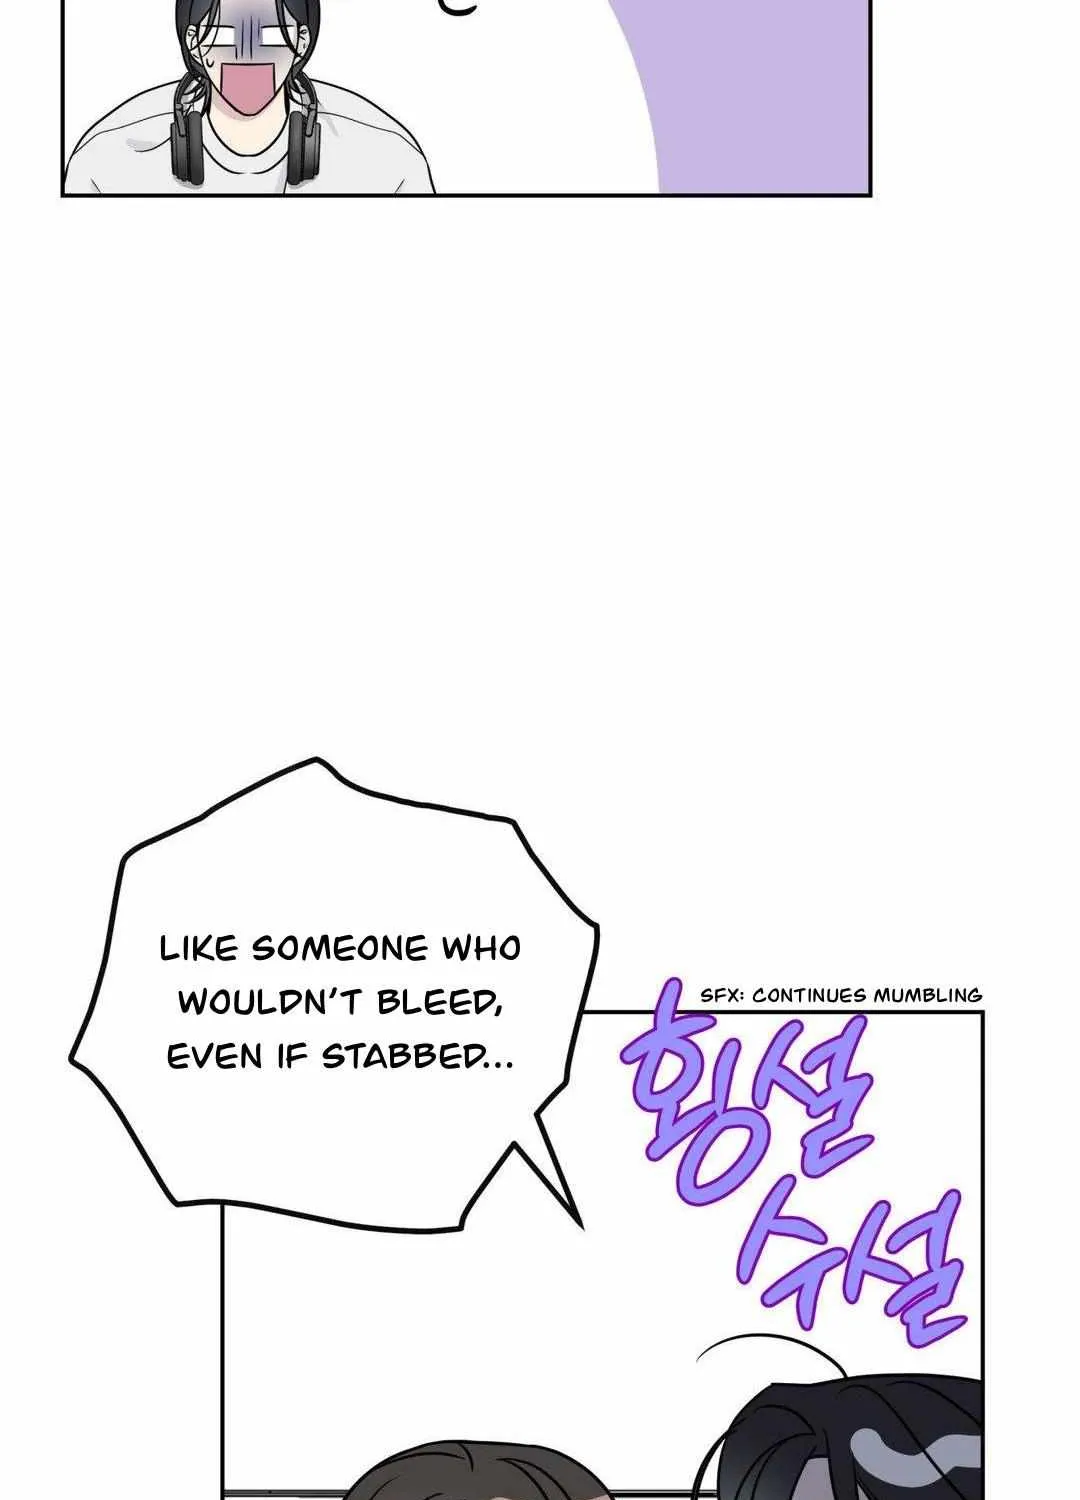 LIKE SOMEONE WHO
WOULDN'T BLEED,
EVEN IF STABBED...
SFX: CONTINUES MUMBLING
횡설
수설